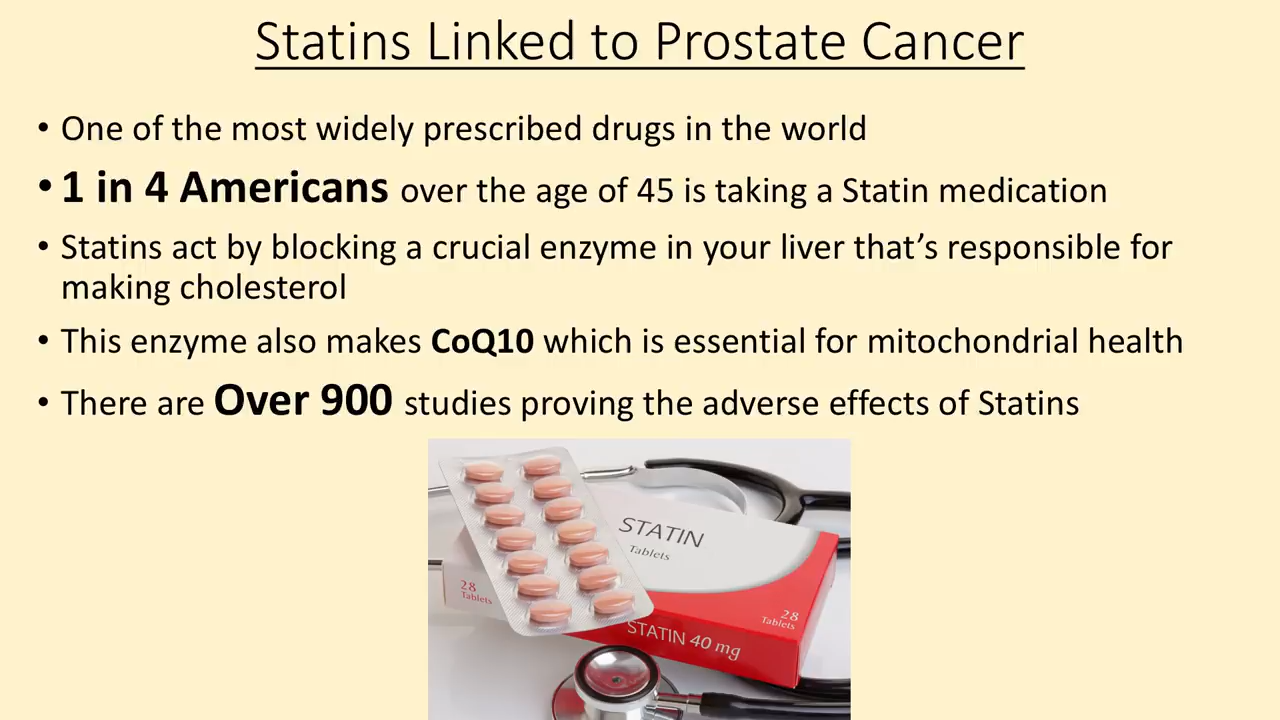 Statins Linked to Prostate Cancer
• One of the most widely prescribed drugs in the world
• 1 in 4 Americans over the age of 45 is taking a Statin medication
• Statins act by blocking a crucial enzyme in your liver that’s responsible for
making cholesterol
• This enzyme also makes CoQ10 which is essential for mitochondrial health
• There are Over 900 studies proving the adverse effects of Statins
STATIN
Tablets
28
Tablets
28
Tablets
STATIN 40 mg